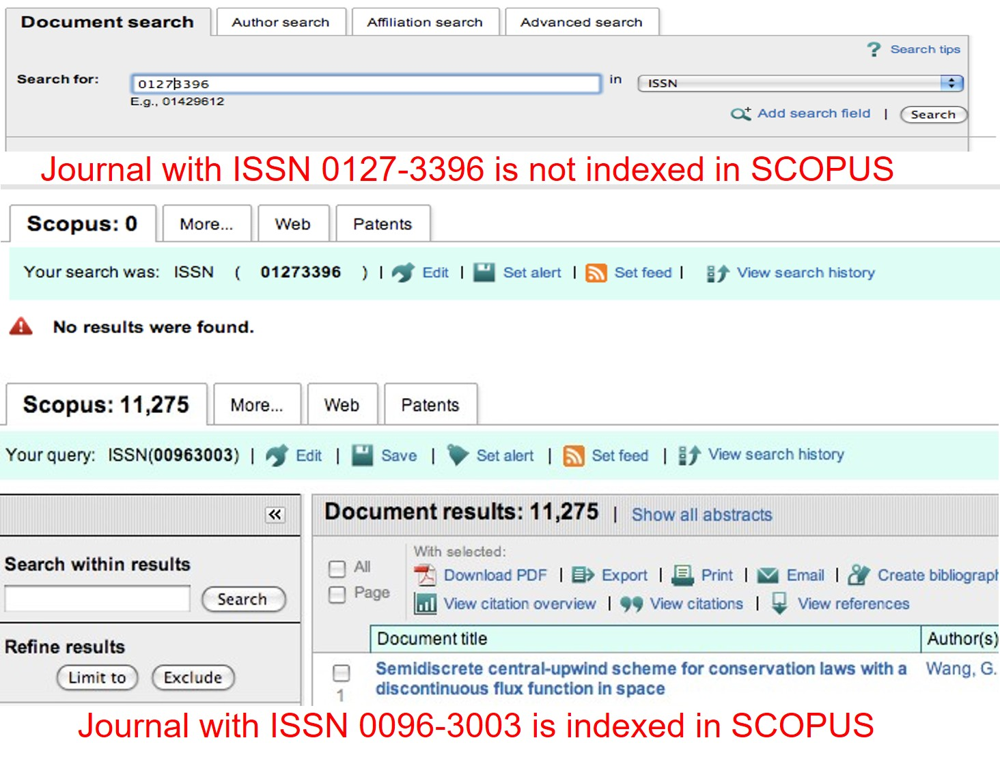 Document search Author search Affiliation search Advanced search
? Search tips
Search for: 01273396 in ISSN
E.g., 01429612
Add search field | Search
Journal with ISSN 0127-3396 is not indexed in SCOPUS
Scopus: 0 More... Web Patents
Your search was: ISSN ( 01273396 ) | Edit | Set alert | Set feed | View search history
No results were found.
Scopus: 11,275 More... Web Patents
Your query: ISSN(00963003) | Edit | Save | Set alert | Set feed | View search history
«
Document results: 11,275 | Show all abstracts
Search within results
Search
Refine results
Limit to Exclude
All
Page
With selected:
Download PDF | Export | Print | Email | Create bibliograph
View citation overview | View citations | View references
Document title Author(s)
Semidiscrete central-upwind scheme for conservation laws with a Wang, G.
discontinuous flux function in space
1
Journal with ISSN 0096-3003 is indexed in SCOPUS